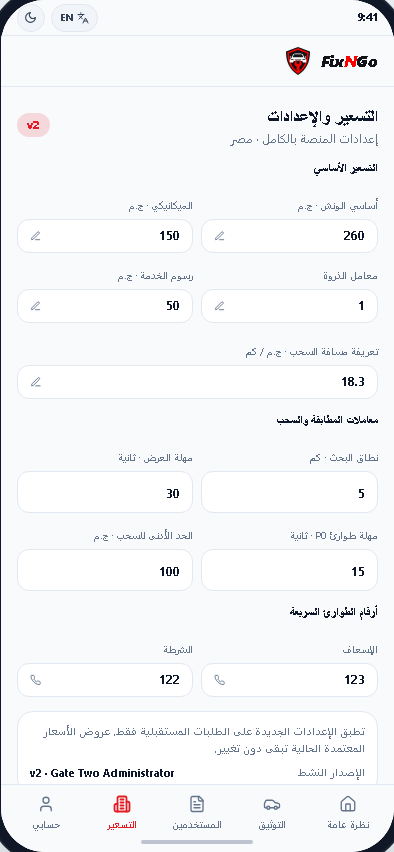 9:41
EN
FixNGo
التسعير والإعدادات
v2
إعدادات المنصة بالكامل · مصر
التسعير الأساسي
أساسي الونش · ج.م
الميكانيكي · ج.م
260
150
معامل الذروة
رسوم الخدمة · ج.م
1
50
تعريفة مسافة السحب · ج.م / كم
18.3
معاملات المطابقة والسحب
نطاق البحث · كم
مهلة العرض · ثانية
5
30
مهلة طوارئ P0 · ثانية
الحد الأدنى للسحب · ج.م
15
100
أرقام الطوارئ السريعة
الإسعاف
الشرطة
123
122
تطبق الإعدادات الجديدة على الطلبات المستقبلية فقط. عروض الأسعار
المعتمدة الحالية تبقى دون تغيير.
الإصدار النشط
v2 · Gate Two Administrator
نظرة عامة
التوثيق
المستخدمين
التسعير
حسابي